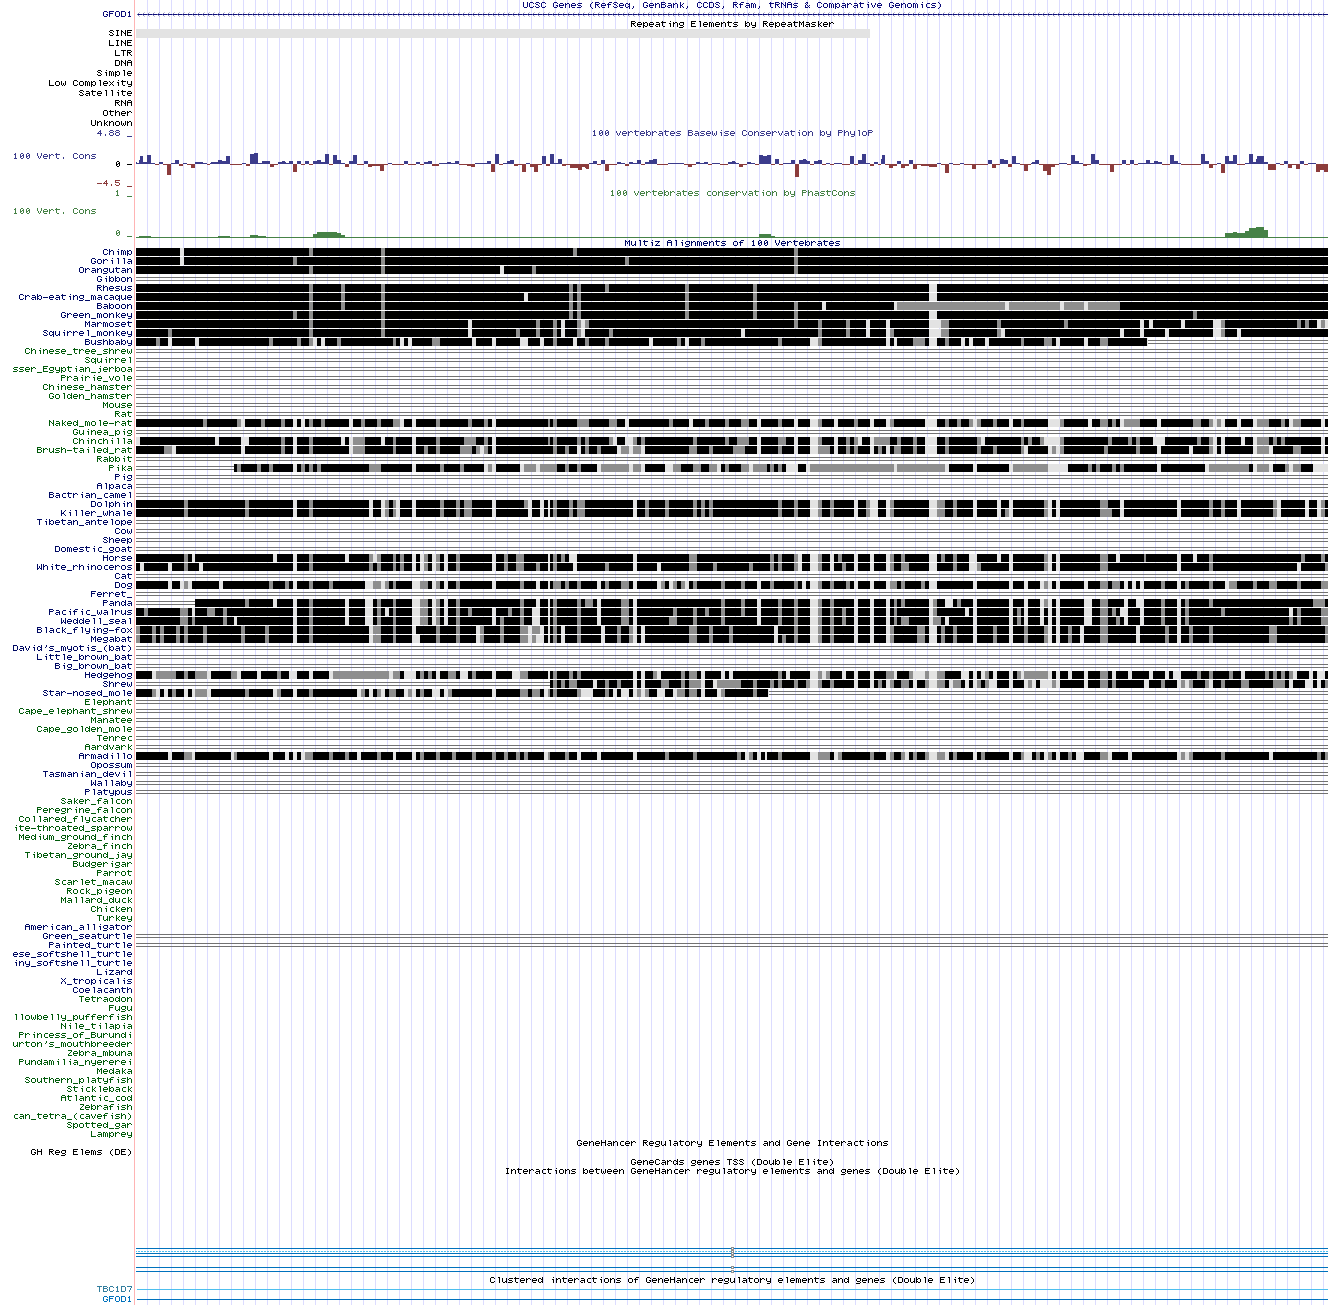 UCSC Genes (RefSeq, GenBank, CCDS, Rfam, tRNAs & Comparative Genomics)
GFOD1
Repeating Elements by RepeatMasker
SINE
LINE
LTR
DNA
Simple
Low Complexity
Satellite
RNA
Other
Unknown
4.88 _
100 vertebrates Basewise Conservation by PhyloP
100 Vert. Cons
0 _
-4.5 _
1 _
100 vertebrates conservation by PhastCons
100 Vert. Cons
0 _
Multiz Alignments of 100 Vertebrates
Chimp
Gorilla
Orangutan
Gibbon
Rhesus
Crab-eating_macaque
Baboon
Green_monkey
Marmoset
Squirrel_monkey
Bushbaby
Chinese_tree_shrew
Squirrel
sser_Egyptian_jerboa
Prairie_vole
Chinese_hamster
Golden_hamster
Mouse
Rat
Naked_mole-rat
Guinea_pig
Chinchilla
Brush-tailed_rat
Rabbit
Pika
Pig
Alpaca
Bactrian_camel
Dolphin
Killer_whale
Tibetan_antelope
Cow
Sheep
Domestic_goat
Horse
White_rhinoceros
Cat
Dog
Ferret_
Panda
Pacific_walrus
Weddell_seal
Black_flying-fox
Megabat
David's_myotis_(bat)
Little_brown_bat
Big_brown_bat
Hedgehog
Shrew
Star-nosed_mole
Elephant
Cape_elephant_shrew
Manatee
Cape_golden_mole
Tenrec
Aardvark
Armadillo
Opossum
Tasmanian_devil
Wallaby
Platypus
Saker_falcon
Peregrine_falcon
Collared_flycatcher
ite-throated_sparrow
Medium_ground_finch
Zebra_finch
Tibetan_ground_jay
Budgerigar
Parrot
Scarlet_macaw
Rock_pigeon
Mallard_duck
Chicken
Turkey
American_alligator
Green_seaturtle
Painted_turtle
ese_softshell_turtle
iny_softshell_turtle
Lizard
X_tropicalis
Coelacanth
Tetraodon
Fugu
llowbelly_pufferfish
Nile_tilapia
Princess_of_Burundi
urton's_mouthbreeder
Zebra_mbuna
Pundamilia_nyererei
Medaka
Southern_platyfish
Stickleback
Atlantic_cod
Zebrafish
can_tetra_(cavefish)
Spotted_gar
Lamprey
GeneHancer Regulatory Elements and Gene Interactions
GH Reg Elems (DE)
GeneCards genes TSS (Double Elite)
Interactions between GeneHancer regulatory elements and genes (Double Elite)
Clustered interactions of GeneHancer regulatory elements and genes (Double Elite)
TBC1D7
GFOD1